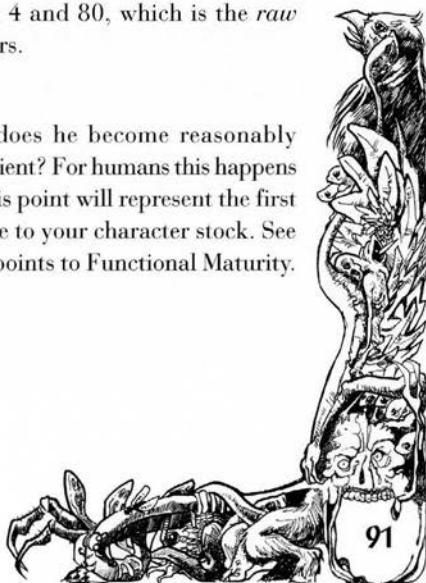 4 and 80, which is the raw
rs.
does he become reasonably
ient? For humans this happens
is point will represent the first
e to your character stock. See
points to Functional Maturity.
91